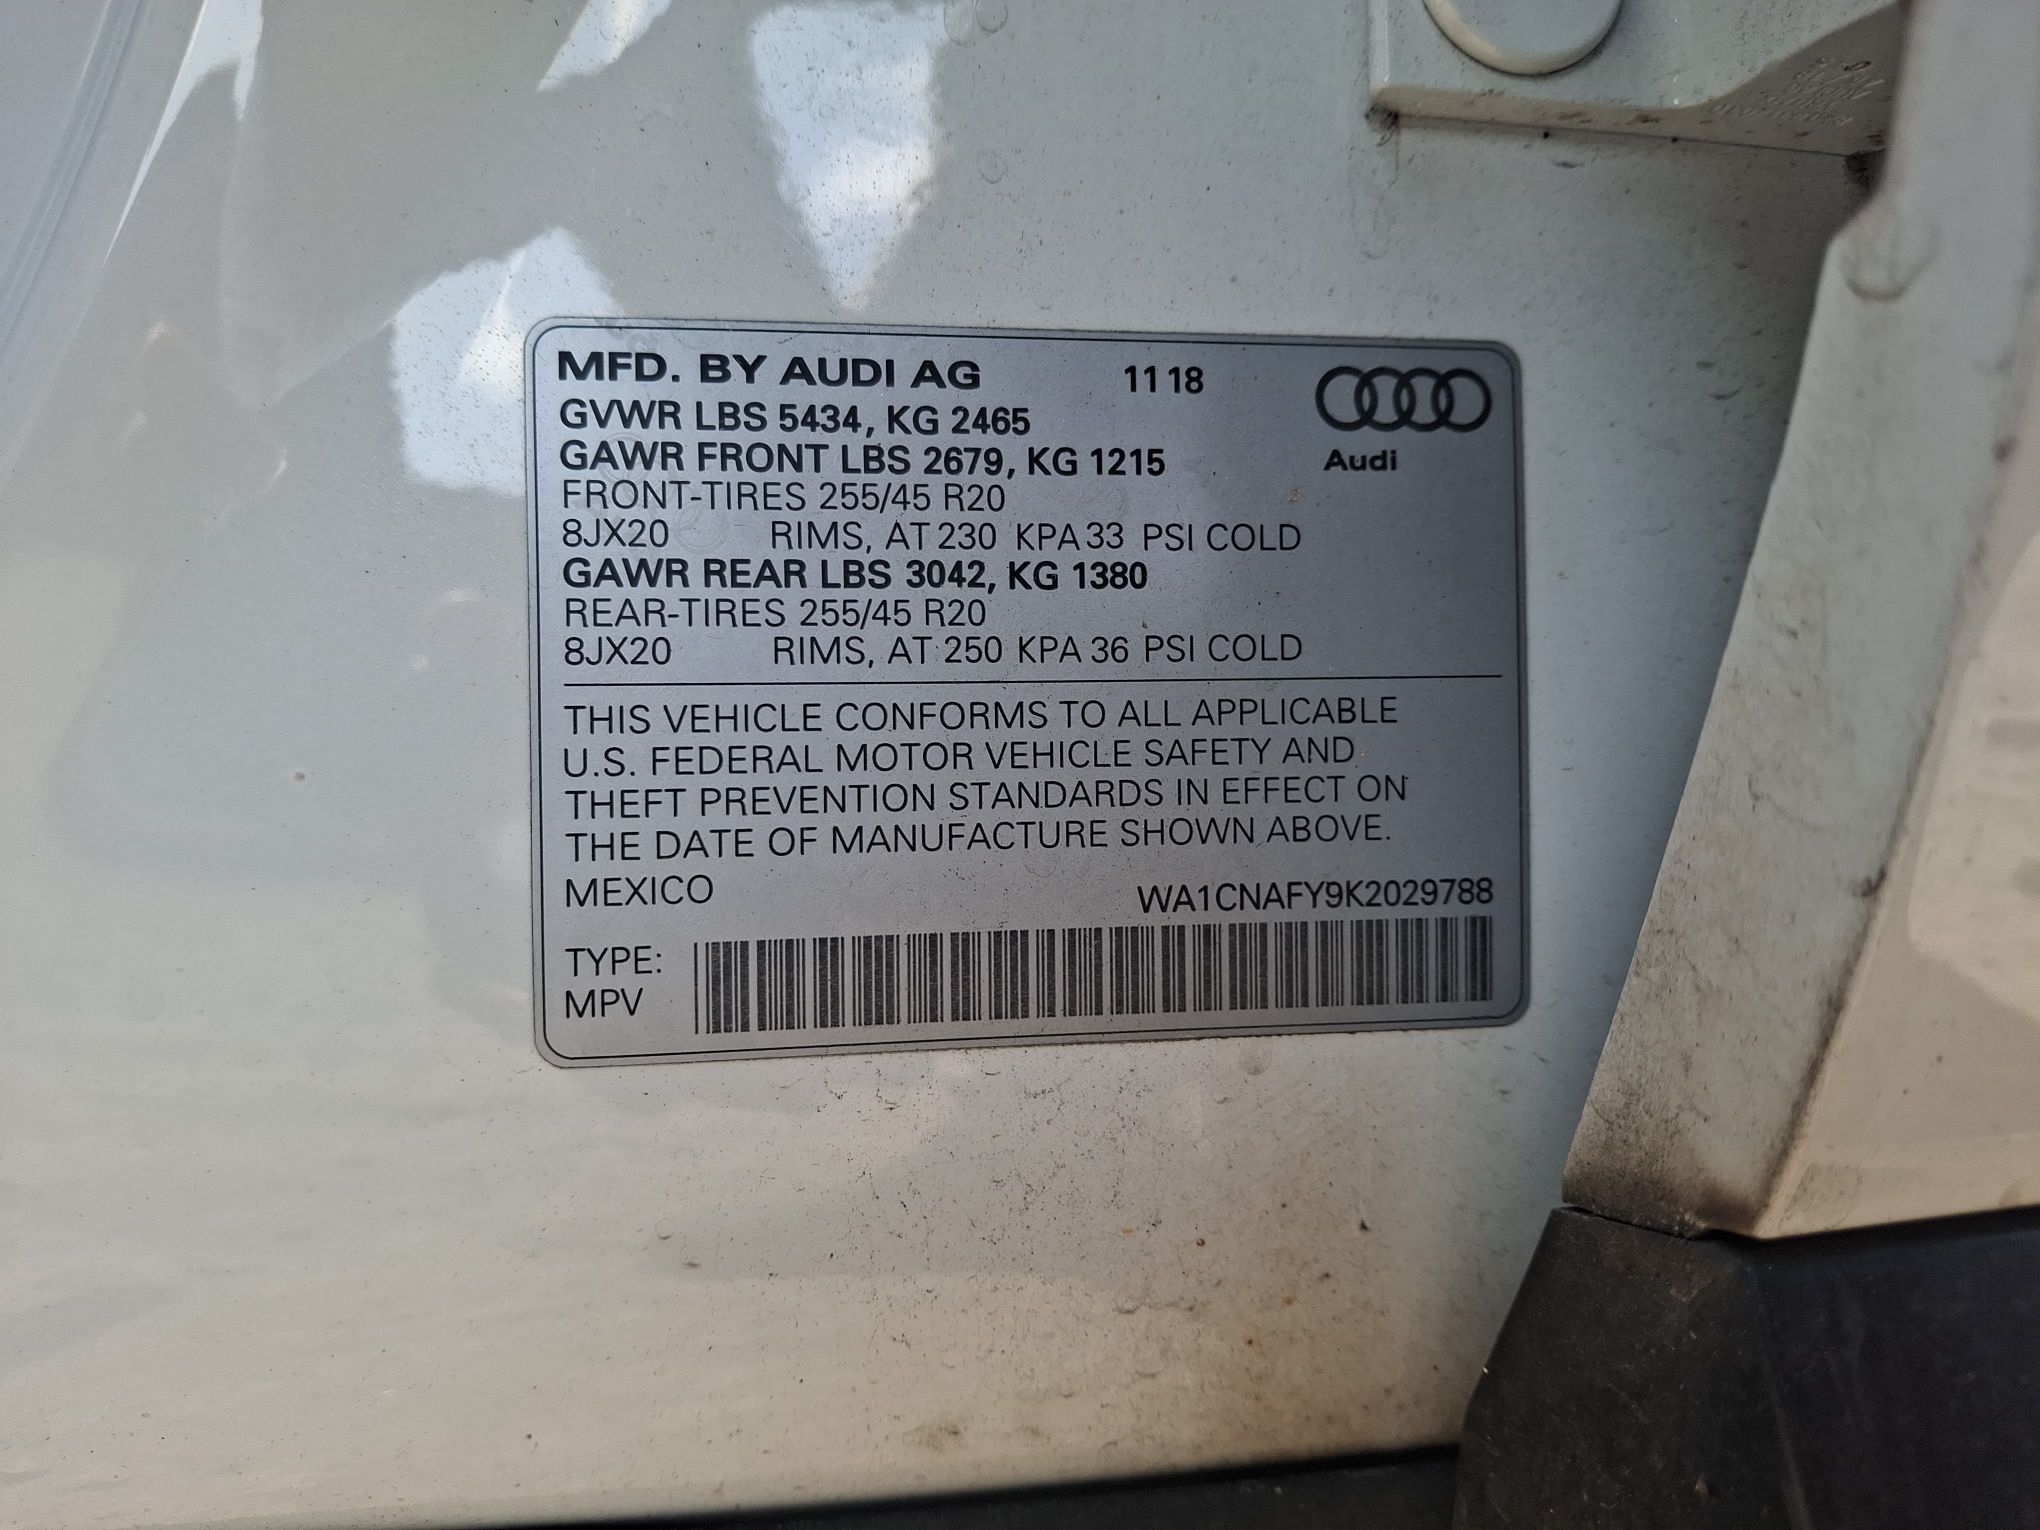 MFD. BY AUDI AG 11 18
GVWR LBS 5434, KG 2465
GAWR FRONT LBS 2679, KG 1215
Audi
FRONT-TIRES 255/45 R20
8JX20 RIMS, AT 230 KPA 33 PSI COLD
GAWR REAR LBS 3042, KG 1380
REAR-TIRES 255/45 R20
8JX20 RIMS, AT 250 KPA 36 PSI COLD
THIS VEHICLE CONFORMS TO ALL APPLICABLE
U.S. FEDERAL MOTOR VEHICLE SAFETY AND
THEFT PREVENTION STANDARDS IN EFFECT ON
THE DATE OF MANUFACTURE SHOWN ABOVE.
MEXICO WA1CNAFY9K2029788
TYPE:
MPV